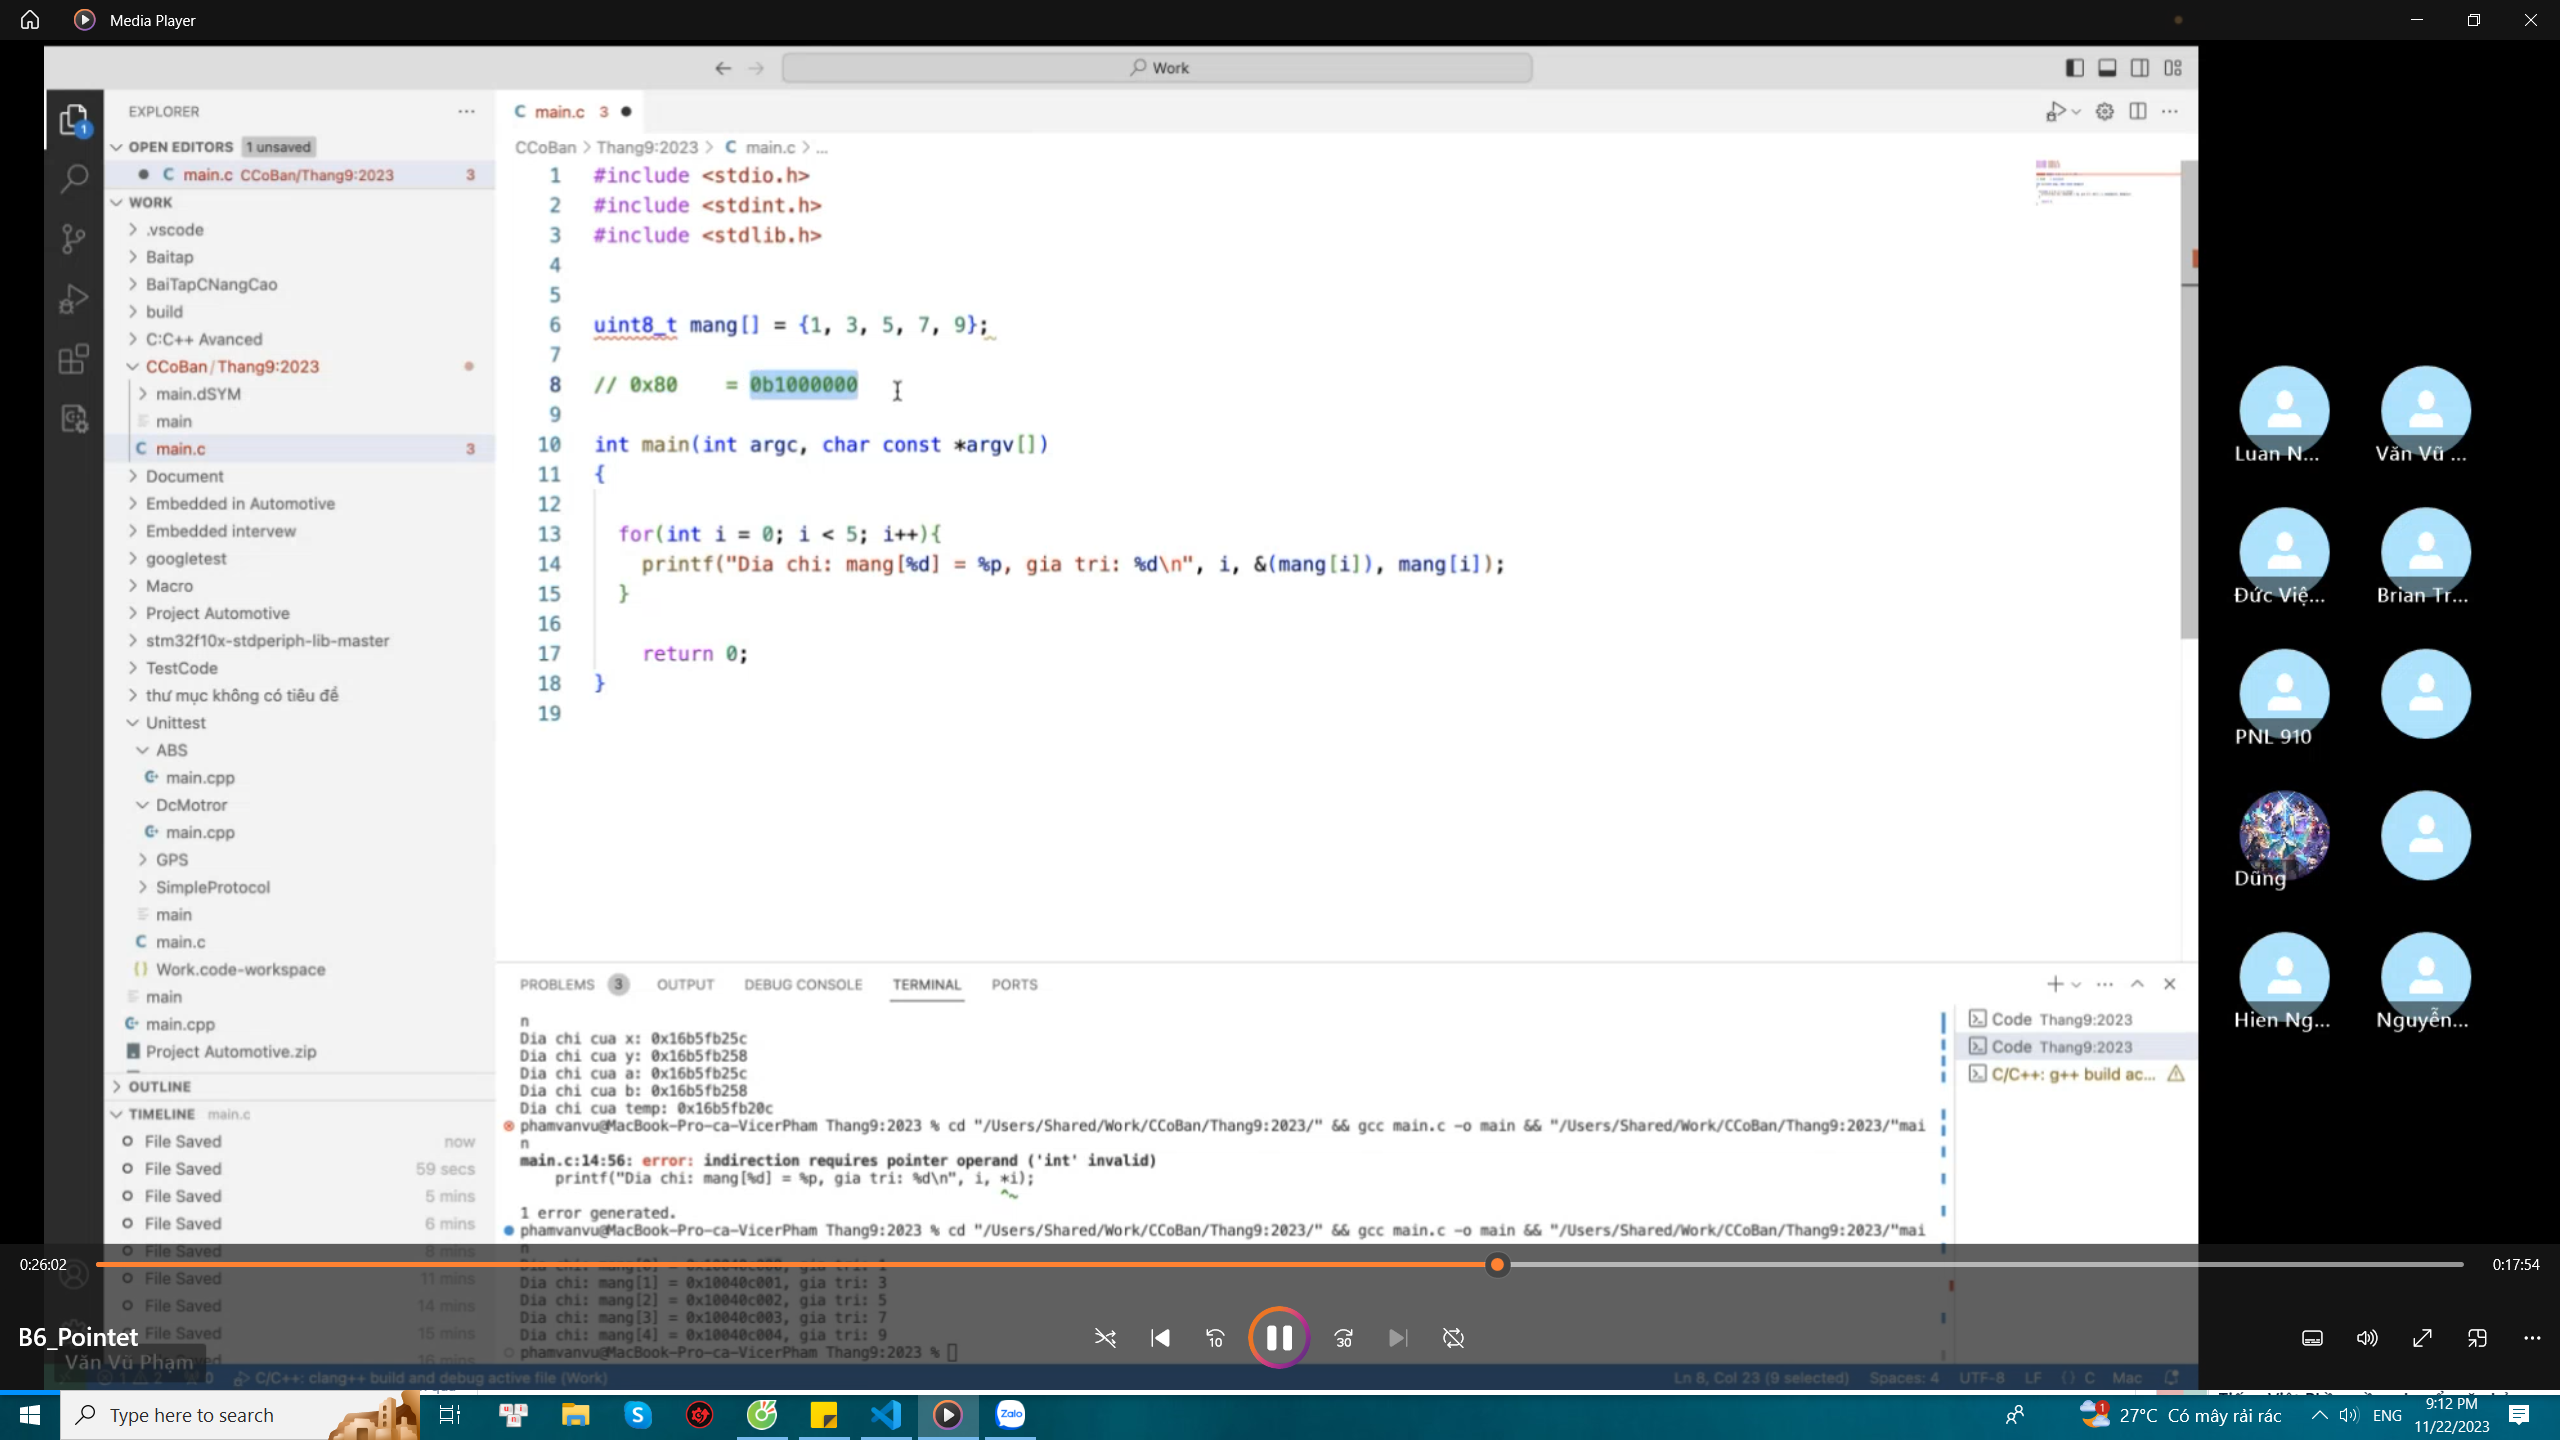 Media Player
Work
EXPLORER
main.c 3
OPEN EDITORS 1 unsaved
CCoBan > Thang9:2023 > C main.c > ...
C main.c CCoBan/Thang9:2023 3
WORK
.vscode
Baitap
BaiTapCNangCao
build
C:C++ Avanced
CCoBan / Thang9:2023
main.dSYM
main
C main.c 3
Document
Embedded in Automotive
Embedded intervew
googletest
Macro
Project Automotive
stm32f10x-stdperiph-lib-master
TestCode
thư mục không có tiêu đề
Unittest
ABS
main.cpp
DcMotror
main.cpp
GPS
SimpleProtocol
main
C main.c
Work.code-workspace
main
main.cpp
Project Automotive.zip
OUTLINE
TIMELINE main.c
File Saved now
File Saved 59 secs
File Saved 5 mins
File Saved 6 mins
File Saved 8 mins
File Saved 11 mins
File Saved 14 mins
File Saved 15 mins
16 mins
1 #include <stdio.h>
2 #include <stdint.h>
3 #include <stdlib.h>
4
5
6 uint8_t mang[] = {1, 3, 5, 7, 9};
7
8 // 0x80 = 0b1000000
9
10 int main(int argc, char const *argv[])
11 {
12
13 for(int i = 0; i < 5; i++){
14 printf("Dia chi: mang[%d] = %p, gia tri: %d\n", i, &(mang[i]), mang[i]);
15 }
16
17 return 0;
18 }
19
PROBLEMS 3 OUTPUT DEBUG CONSOLE TERMINAL PORTS
n
Dia chi cua x: 0x16b5fb25c
Dia chi cua y: 0x16b5fb258
Dia chi cua a: 0x16b5fb25c
Dia chi cua b: 0x16b5fb258
Dia chi cua temp: 0x16b5fb20c
phamvanvu@MacBook-Pro-ca-VicerPham Thang9:2023 % cd "/Users/Shared/Work/CCoBan/Thang9:2023/" && gcc main.c -o main && "/Users/Shared/Work/CCoBan/Thang9:2023/"mai
n
main.c:14:56: error: indirection requires pointer operand ('int' invalid)
printf("Dia chi: mang[%d] = %p, gia tri: %d\n", i, *i);
^~
1 error generated.
phamvanvu@MacBook-Pro-ca-VicerPham Thang9:2023 % cd "/Users/Shared/Work/CCoBan/Thang9:2023/" && gcc main.c -o main && "/Users/Shared/Work/CCoBan/Thang9:2023/"mai
n
Dia chi: mang[0] = 0x10040c000, gia tri: 1
Dia chi: mang[1] = 0x10040c001, gia tri: 3
Dia chi: mang[2] = 0x10040c002, gia tri: 5
Dia chi: mang[3] = 0x10040c003, gia tri: 7
Dia chi: mang[4] = 0x10040c004, gia tri: 9
phamvanvu@MacBook-Pro-ca-VicerPham Thang9:2023 %
Code Thang9:2023
Code Thang9:2023
C/C++: g++ build ac...
Luan N...
Văn Vũ ...
Đức Việ...
Brian Tr...
PNL 910
Dũng
Hien Ng...
Nguyễn...
0:26:02
0:17:54
B6_Pointet
Văn Vũ Phạm
10
30
C/C++: clang++ build and debug active file (Work)
Ln 8, Col 23 (9 selected) Spaces: 4 UTF-8 LF {} C Mac
Type here to search
Zalo
27°C Có mây rải rác
ENG
9:12 PM
11/22/2023